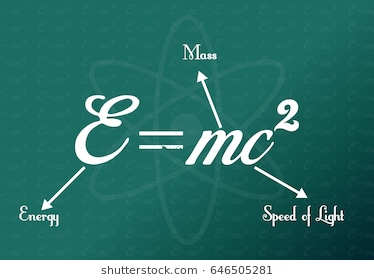 Mass
E=mc²
Energy
Speed of Light
shutterstock.com • 646505281